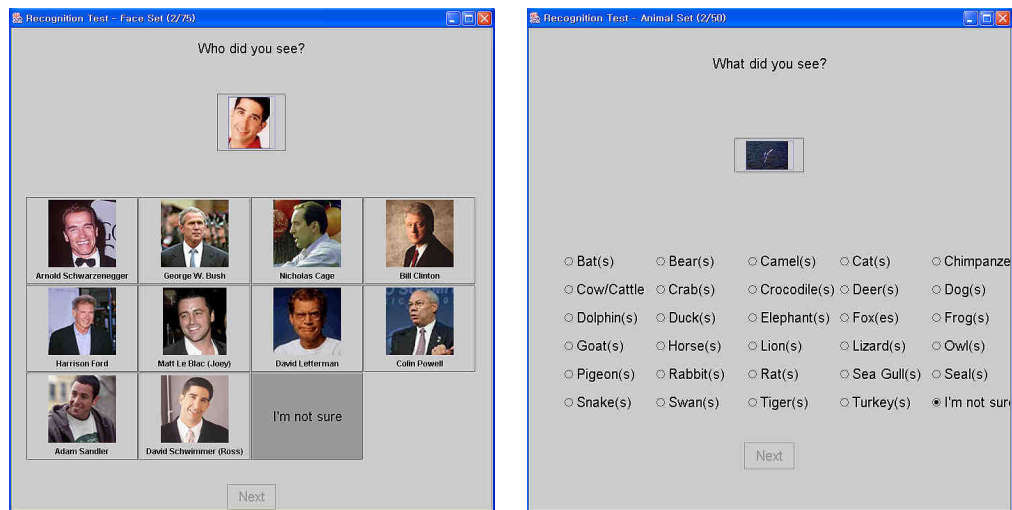 Recognition Test - Face Set (2/75)
Who did you see?
Arnold Schwarzenegger George W. Bush Nicholas Cage Bill Clinton
Harrison Ford Matt Le Blac (Joey) David Letterman Colin Powell
Adam Sandler David Schwimmer (Ross) I'm not sure
Next
Recognition Test - Animal Set (2/50)
What did you see?
Bat(s) Bear(s) Camel(s) Cat(s) Chimpanze
Cow/Cattle Crab(s) Crocodile(s) Deer(s) Dog(s)
Dolphin(s) Duck(s) Elephant(s) Fox(es) Frog(s)
Goat(s) Horse(s) Lion(s) Lizard(s) Owl(s)
Pigeon(s) Rabbit(s) Rat(s) Sea Gull(s) Seal(s)
Snake(s) Swan(s) Tiger(s) Turkey(s) I'm not sur
Next